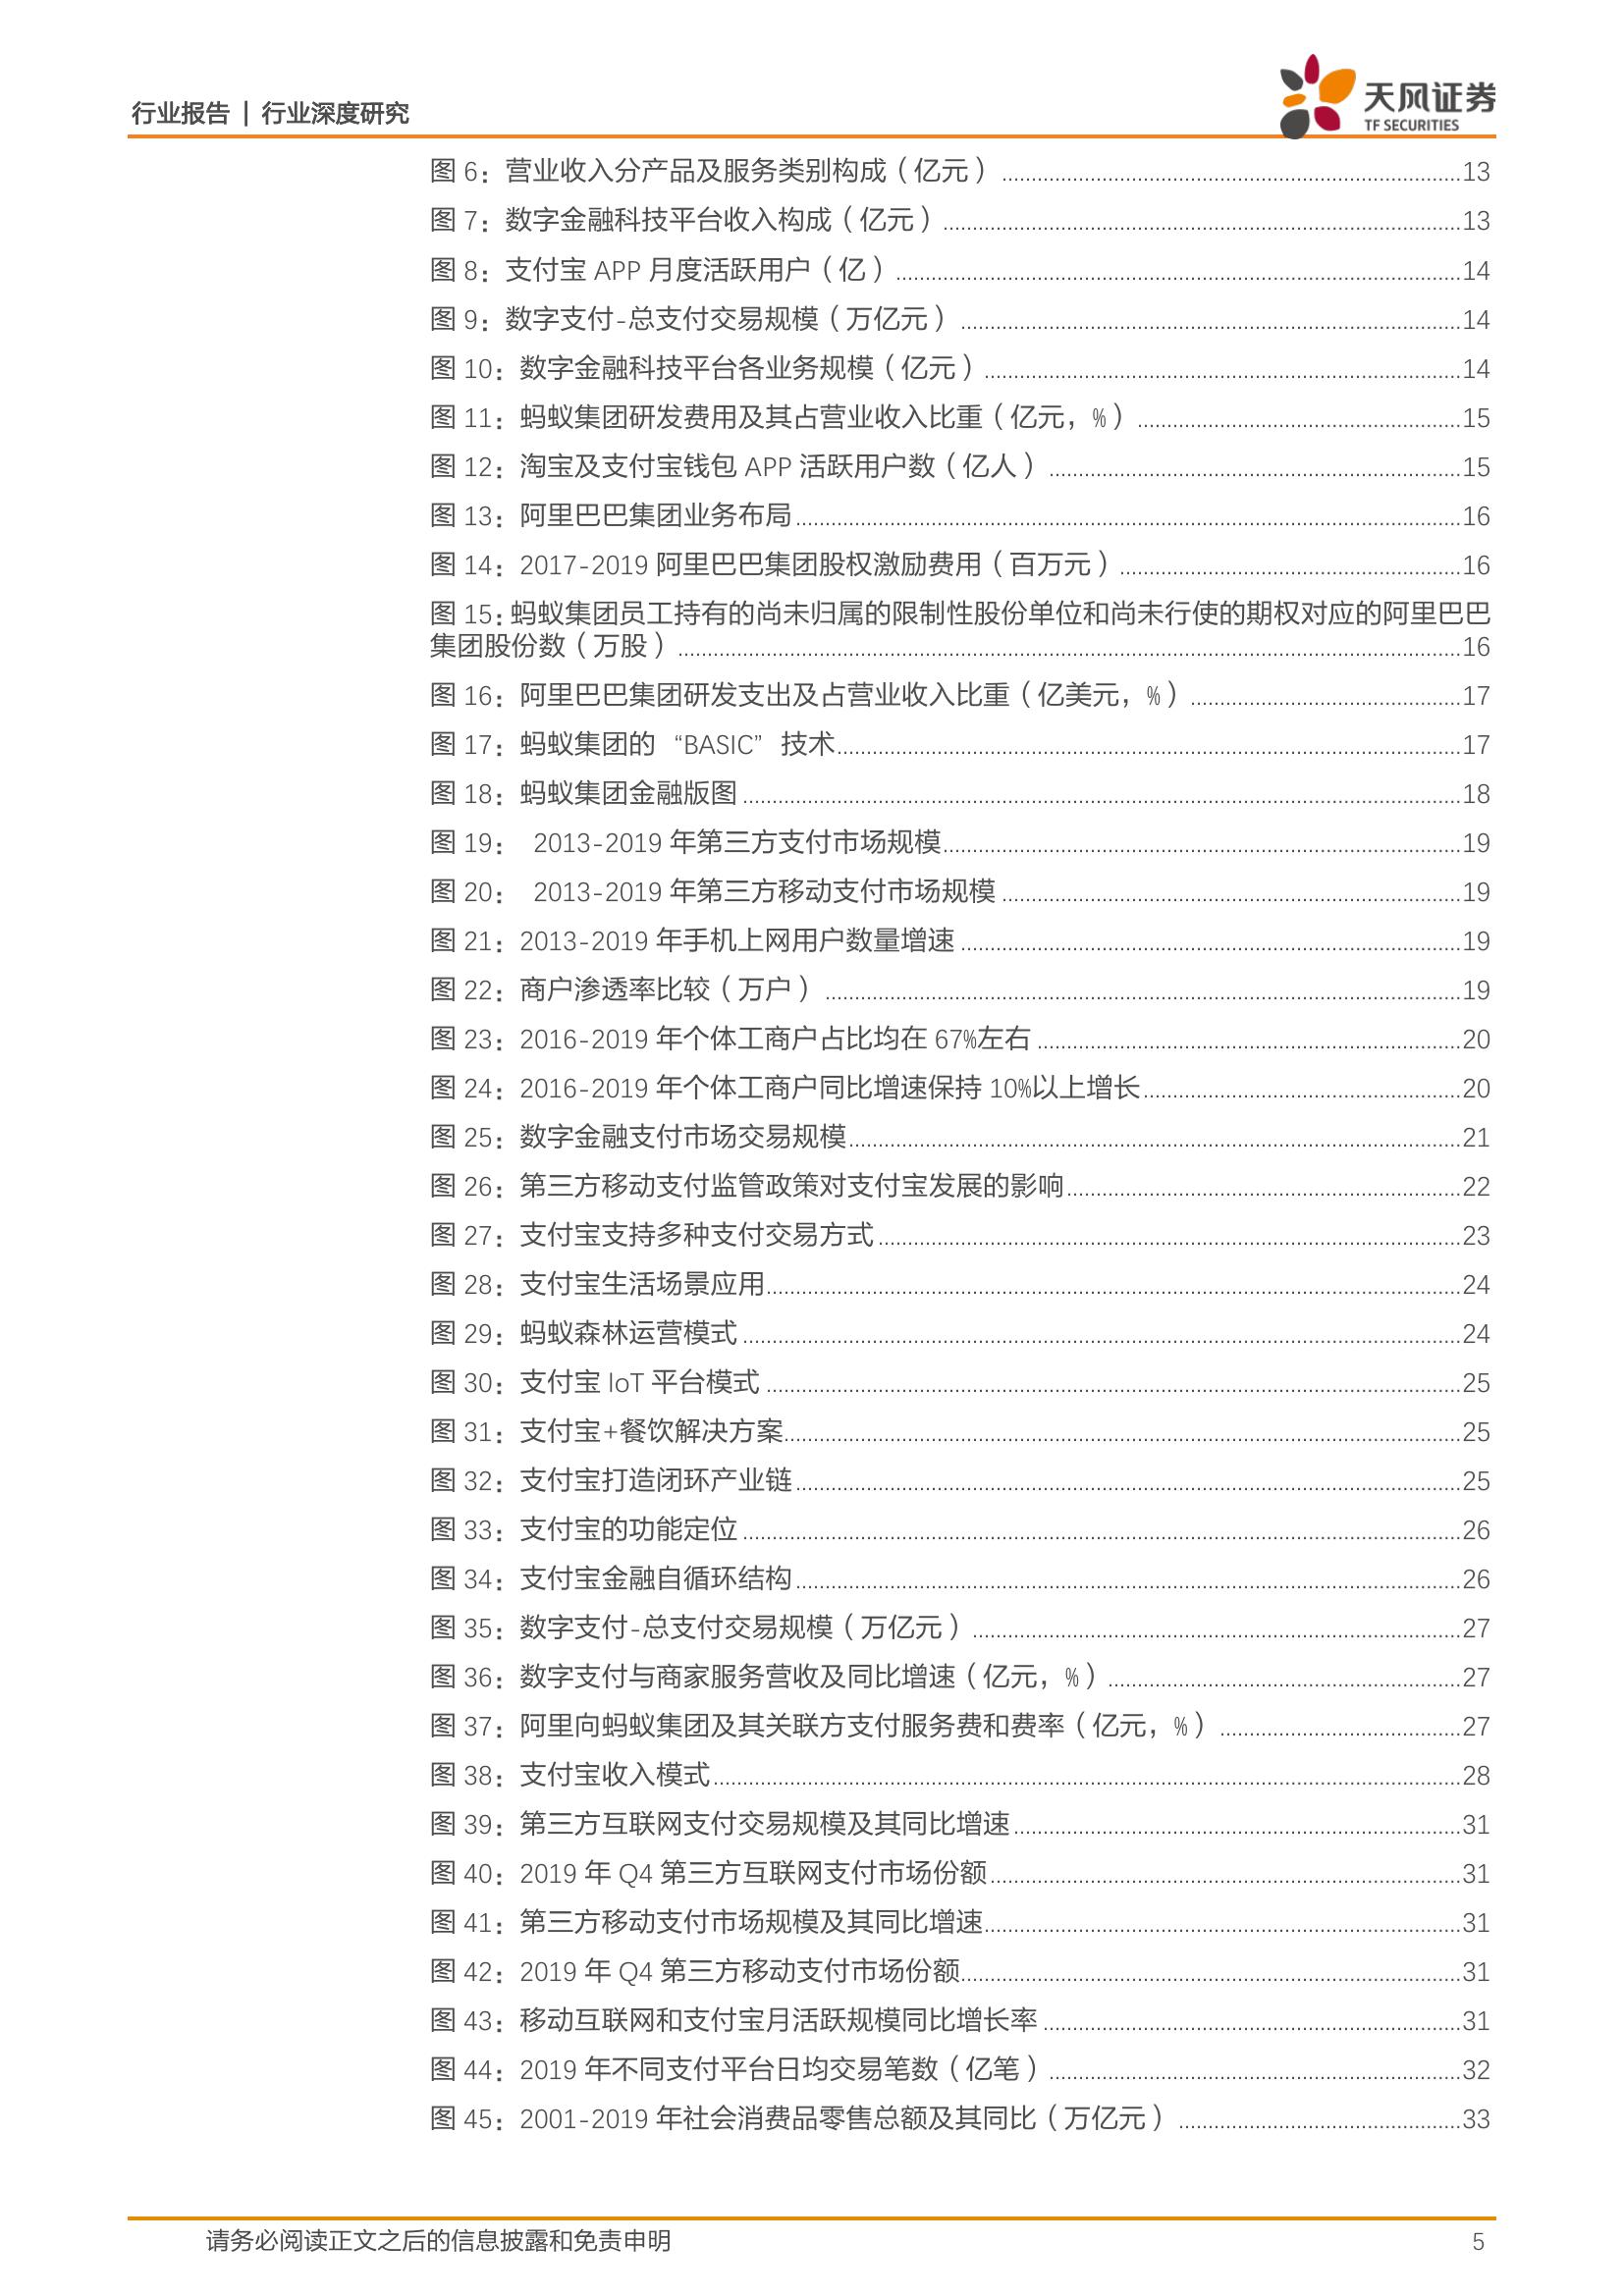 行业报告 | 行业深度研究
天风证券
TF SECURITIES
图 6：营业收入分产品及服务类别构成（亿元）......13
图 7：数字金融科技平台收入构成（亿元）......13
图 8：支付宝 APP 月度活跃用户（亿）......14
图 9：数字支付-总支付交易规模（万亿元）......14
图 10：数字金融科技平台各业务规模（亿元）......14
图 11：蚂蚁集团研发费用及其占营业收入比重（亿元，%）......15
图 12：淘宝及支付宝钱包 APP 活跃用户数（亿人）......15
图 13：阿里巴巴集团业务布局......16
图 14：2017-2019 阿里巴巴集团股权激励费用（百万元）......16
图 15：蚂蚁集团员工持有的尚未归属的限制性股份单位和尚未行使的期权对应的阿里巴巴
集团股份数（万股）......16
图 16：阿里巴巴集团研发支出及占营业收入比重（亿美元，%）......17
图 17：蚂蚁集团的 “BASIC” 技术......17
图 18：蚂蚁集团金融版图......18
图 19： 2013-2019 年第三方支付市场规模......19
图 20： 2013-2019 年第三方移动支付市场规模......19
图 21：2013-2019 年手机上网用户数量增速......19
图 22：商户渗透率比较（万户）......19
图 23：2016-2019 年个体工商户占比均在 67%左右......20
图 24：2016-2019 年个体工商户同比增速保持 10%以上增长......20
图 25：数字金融支付市场交易规模......21
图 26：第三方移动支付监管政策对支付宝发展的影响......22
图 27：支付宝支持多种支付交易方式......23
图 28：支付宝生活场景应用......24
图 29：蚂蚁森林运营模式......24
图 30：支付宝 IoT 平台模式......25
图 31：支付宝+餐饮解决方案......25
图 32：支付宝打造闭环产业链......25
图 33：支付宝的功能定位......26
图 34：支付宝金融自循环结构......26
图 35：数字支付-总支付交易规模（万亿元）......27
图 36：数字支付与商家服务营收及同比增速（亿元，%）......27
图 37：阿里向蚂蚁集团及其关联方支付服务费和费率（亿元，%）......27
图 38：支付宝收入模式......28
图 39：第三方互联网支付交易规模及其同比增速......31
图 40：2019 年 Q4 第三方互联网支付市场份额......31
图 41：第三方移动支付市场规模及其同比增速......31
图 42：2019 年 Q4 第三方移动支付市场份额......31
图 43：移动互联网和支付宝月活跃规模同比增长率......31
图 44：2019 年不同支付平台日均交易笔数（亿笔）......32
图 45：2001-2019 年社会消费品零售总额及其同比（万亿元）......33
请务必阅读正文之后的信息披露和免责申明
5